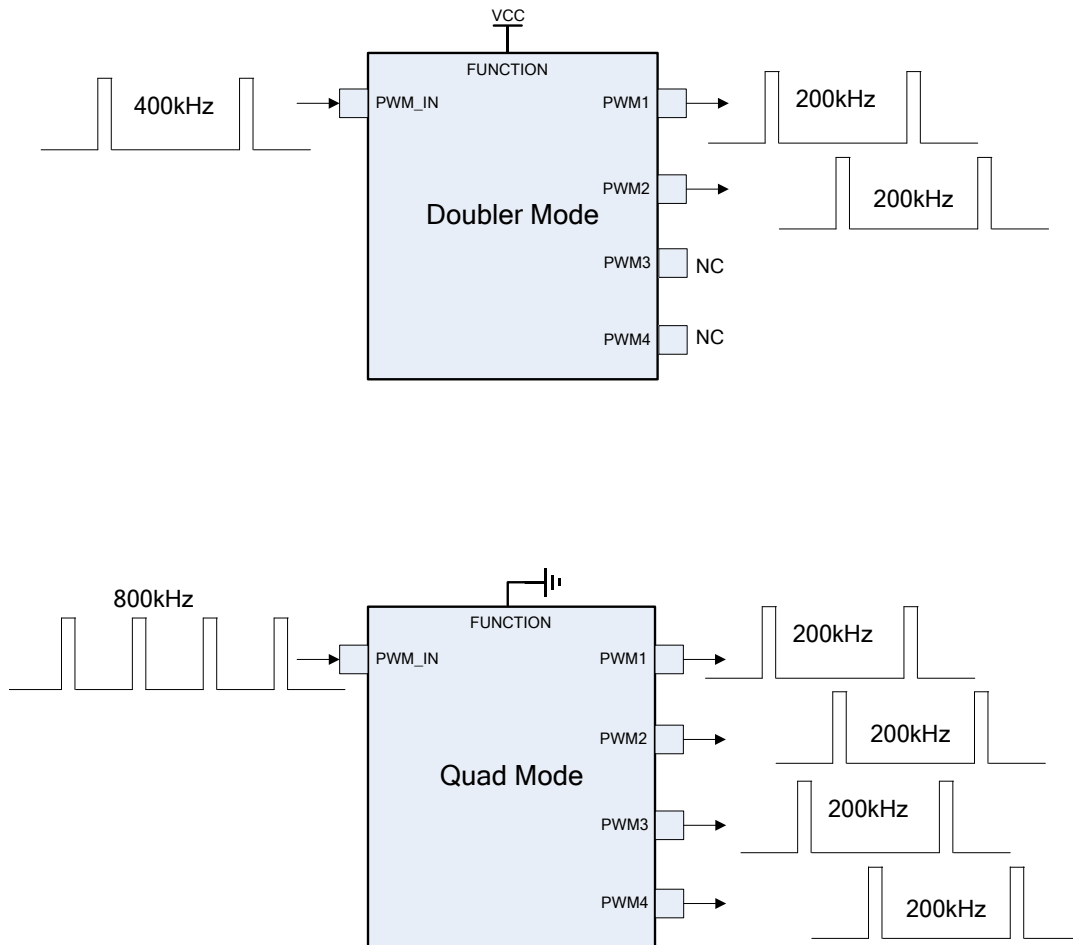 VCC
FUNCTION
400kHz
PWM_IN
PWM1
200kHz
PWM2
200kHz
Doubler Mode
PWM3
NC
PWM4
NC
800kHz
FUNCTION
PWM_IN
PWM1
200kHz
PWM2
200kHz
Quad Mode
PWM3
200kHz
PWM4
200kHz